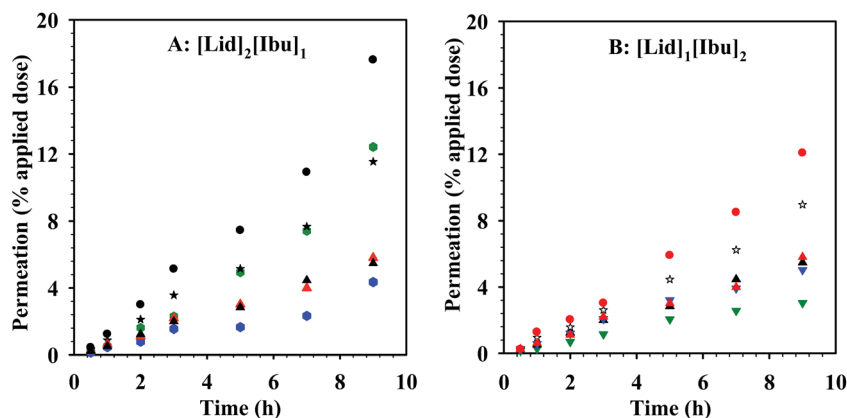 A: [Lid]₂[Ibu]₁
Permeation (% applied dose)
20
16
12
8
4
0
0 2 4 6 8 10
Time (h)
B: [Lid]₁[Ibu]₂
Permeation (% applied dose)
20
16
12
8
4
0
0 2 4 6 8 10
Time (h)